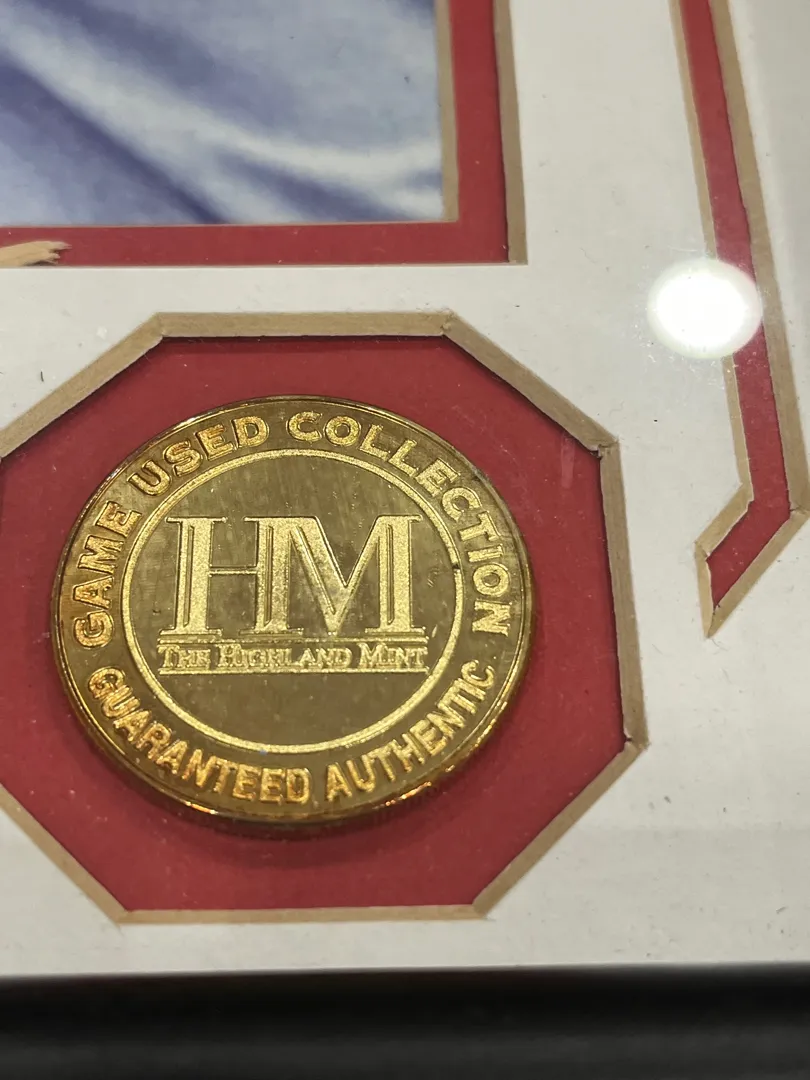 GAME USED COLLECTION
HM
THE HIGHLAND MINT
GUARANTEED AUTHENTIC